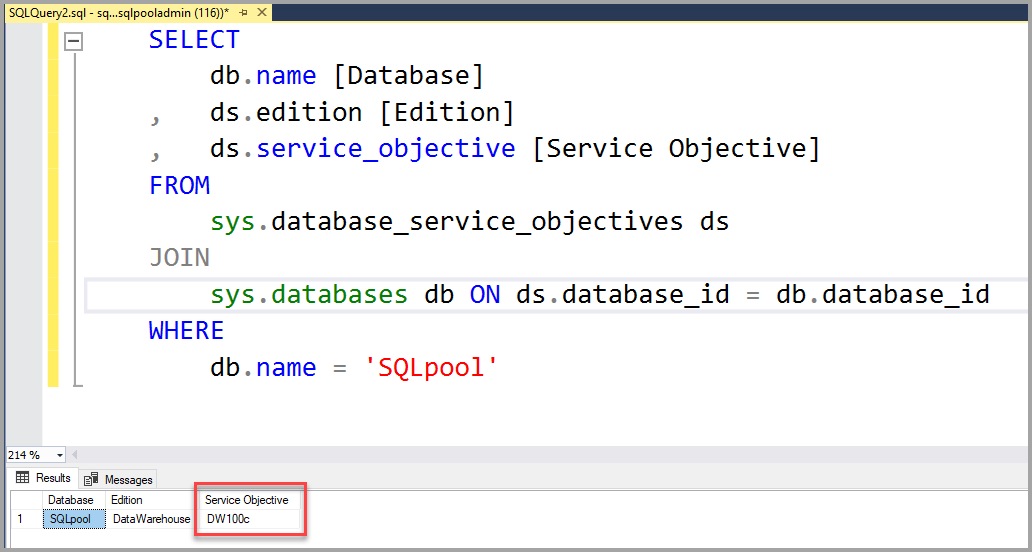 SQLQuery2.sql - sq...sqlpooladmin (116))*
SELECT
db.name [Database]
, ds.edition [Edition]
, ds.service_objective [Service Objective]
FROM
sys.database_service_objectives ds
JOIN
sys.databases db ON ds.database_id = db.database_id
WHERE
db.name = 'SQLpool'
214 %
Results Messages
Database Edition Service Objective
1 SQLpool DataWarehouse DW100c